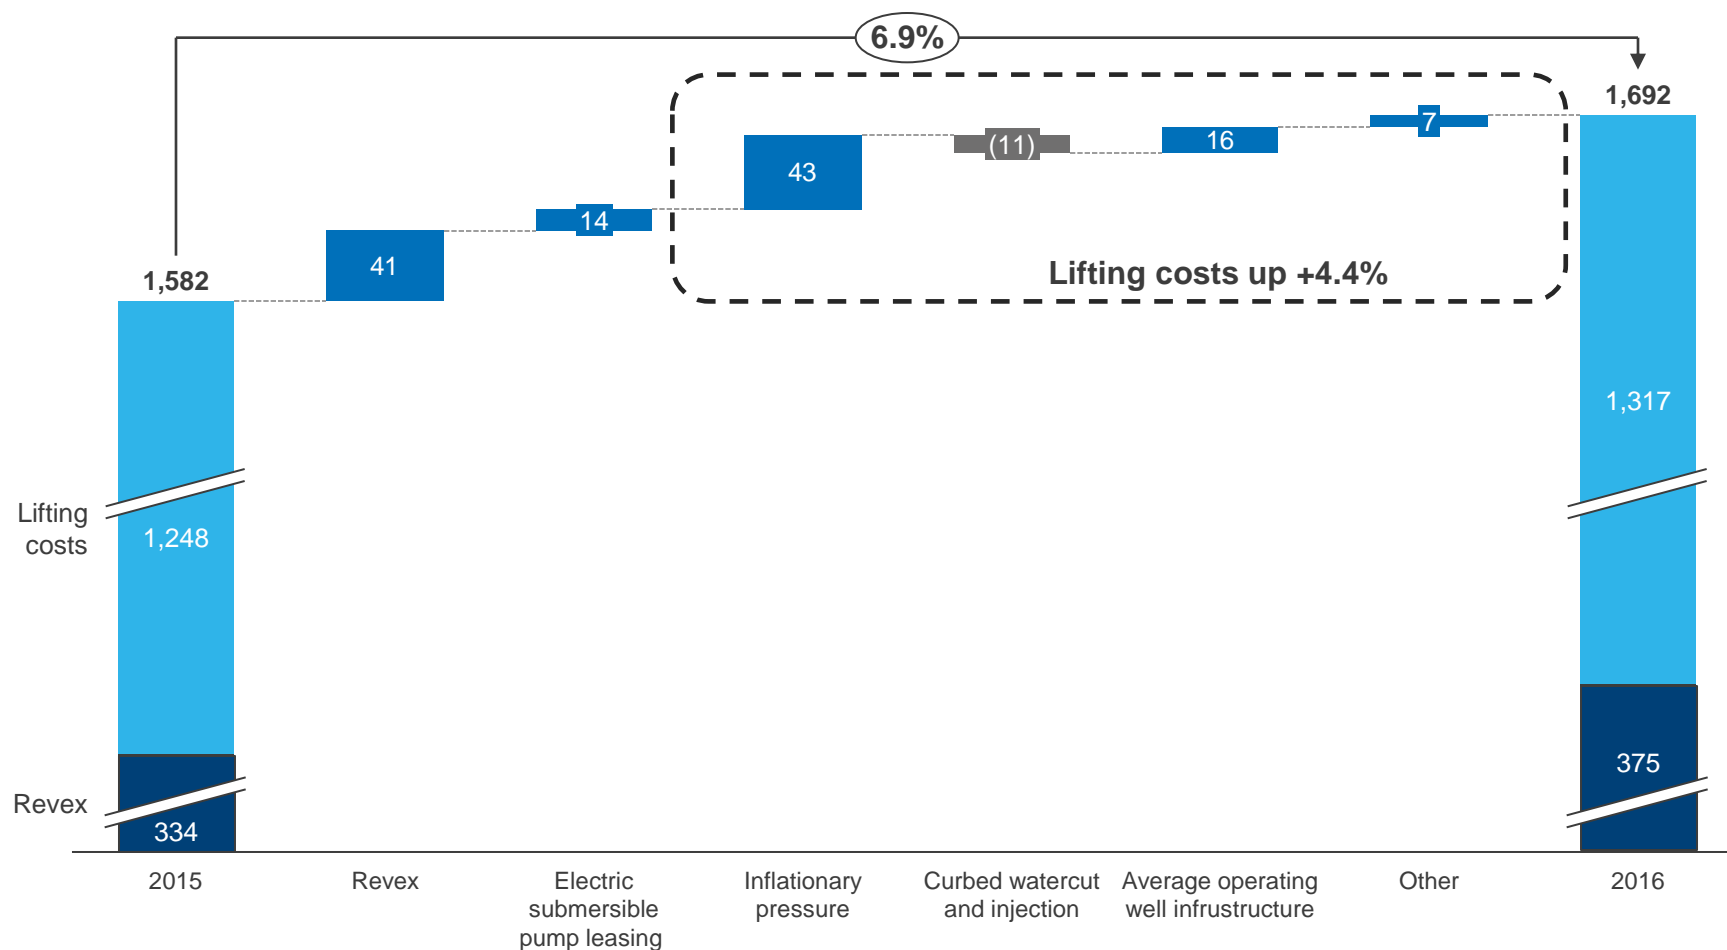 6.9%
1,692
7
(11)
16
43
14
41
Lifting costs up +4.4%
1,582
1,317
Lifting
costs
1,248
375
Revex
334
2015
Revex
Electric
submersible
pump leasing
Inflationary
pressure
Curbed watercut
and injection
Average operating
well infrustructure
Other
2016